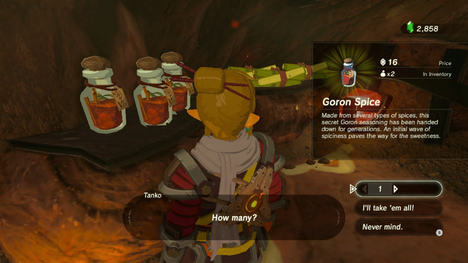 2,858
16 Price
x2 In Inventory
Goron Spice
Made from several types of spices, this
secret Goron seasoning has been handed
down for generations. An initial wave of
spiciness paves the way for the sweetness.
1
Tanko
How many?
I'll take 'em all!
Never mind.